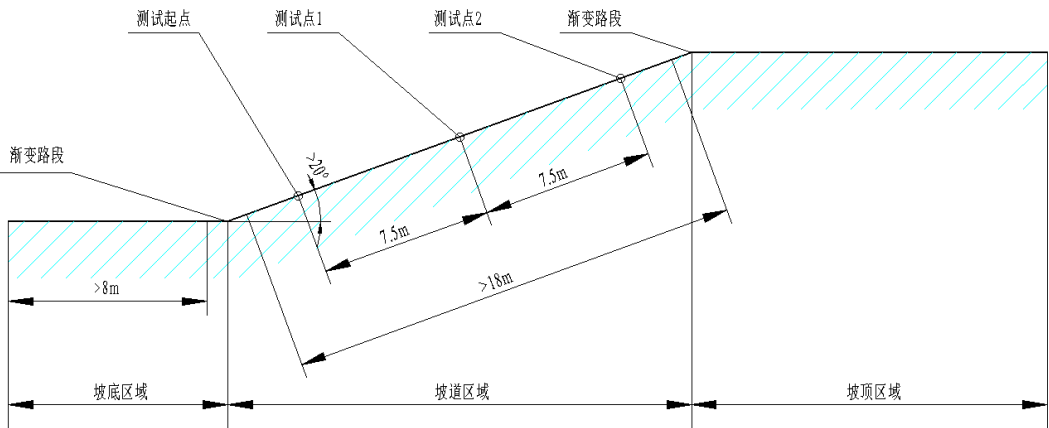 测试起点
测试点1
测试点2
渐变路段
渐变路段
>20°
7.5m
7.5m
>8m
>18m
坡底区域
坡道区域
坡顶区域